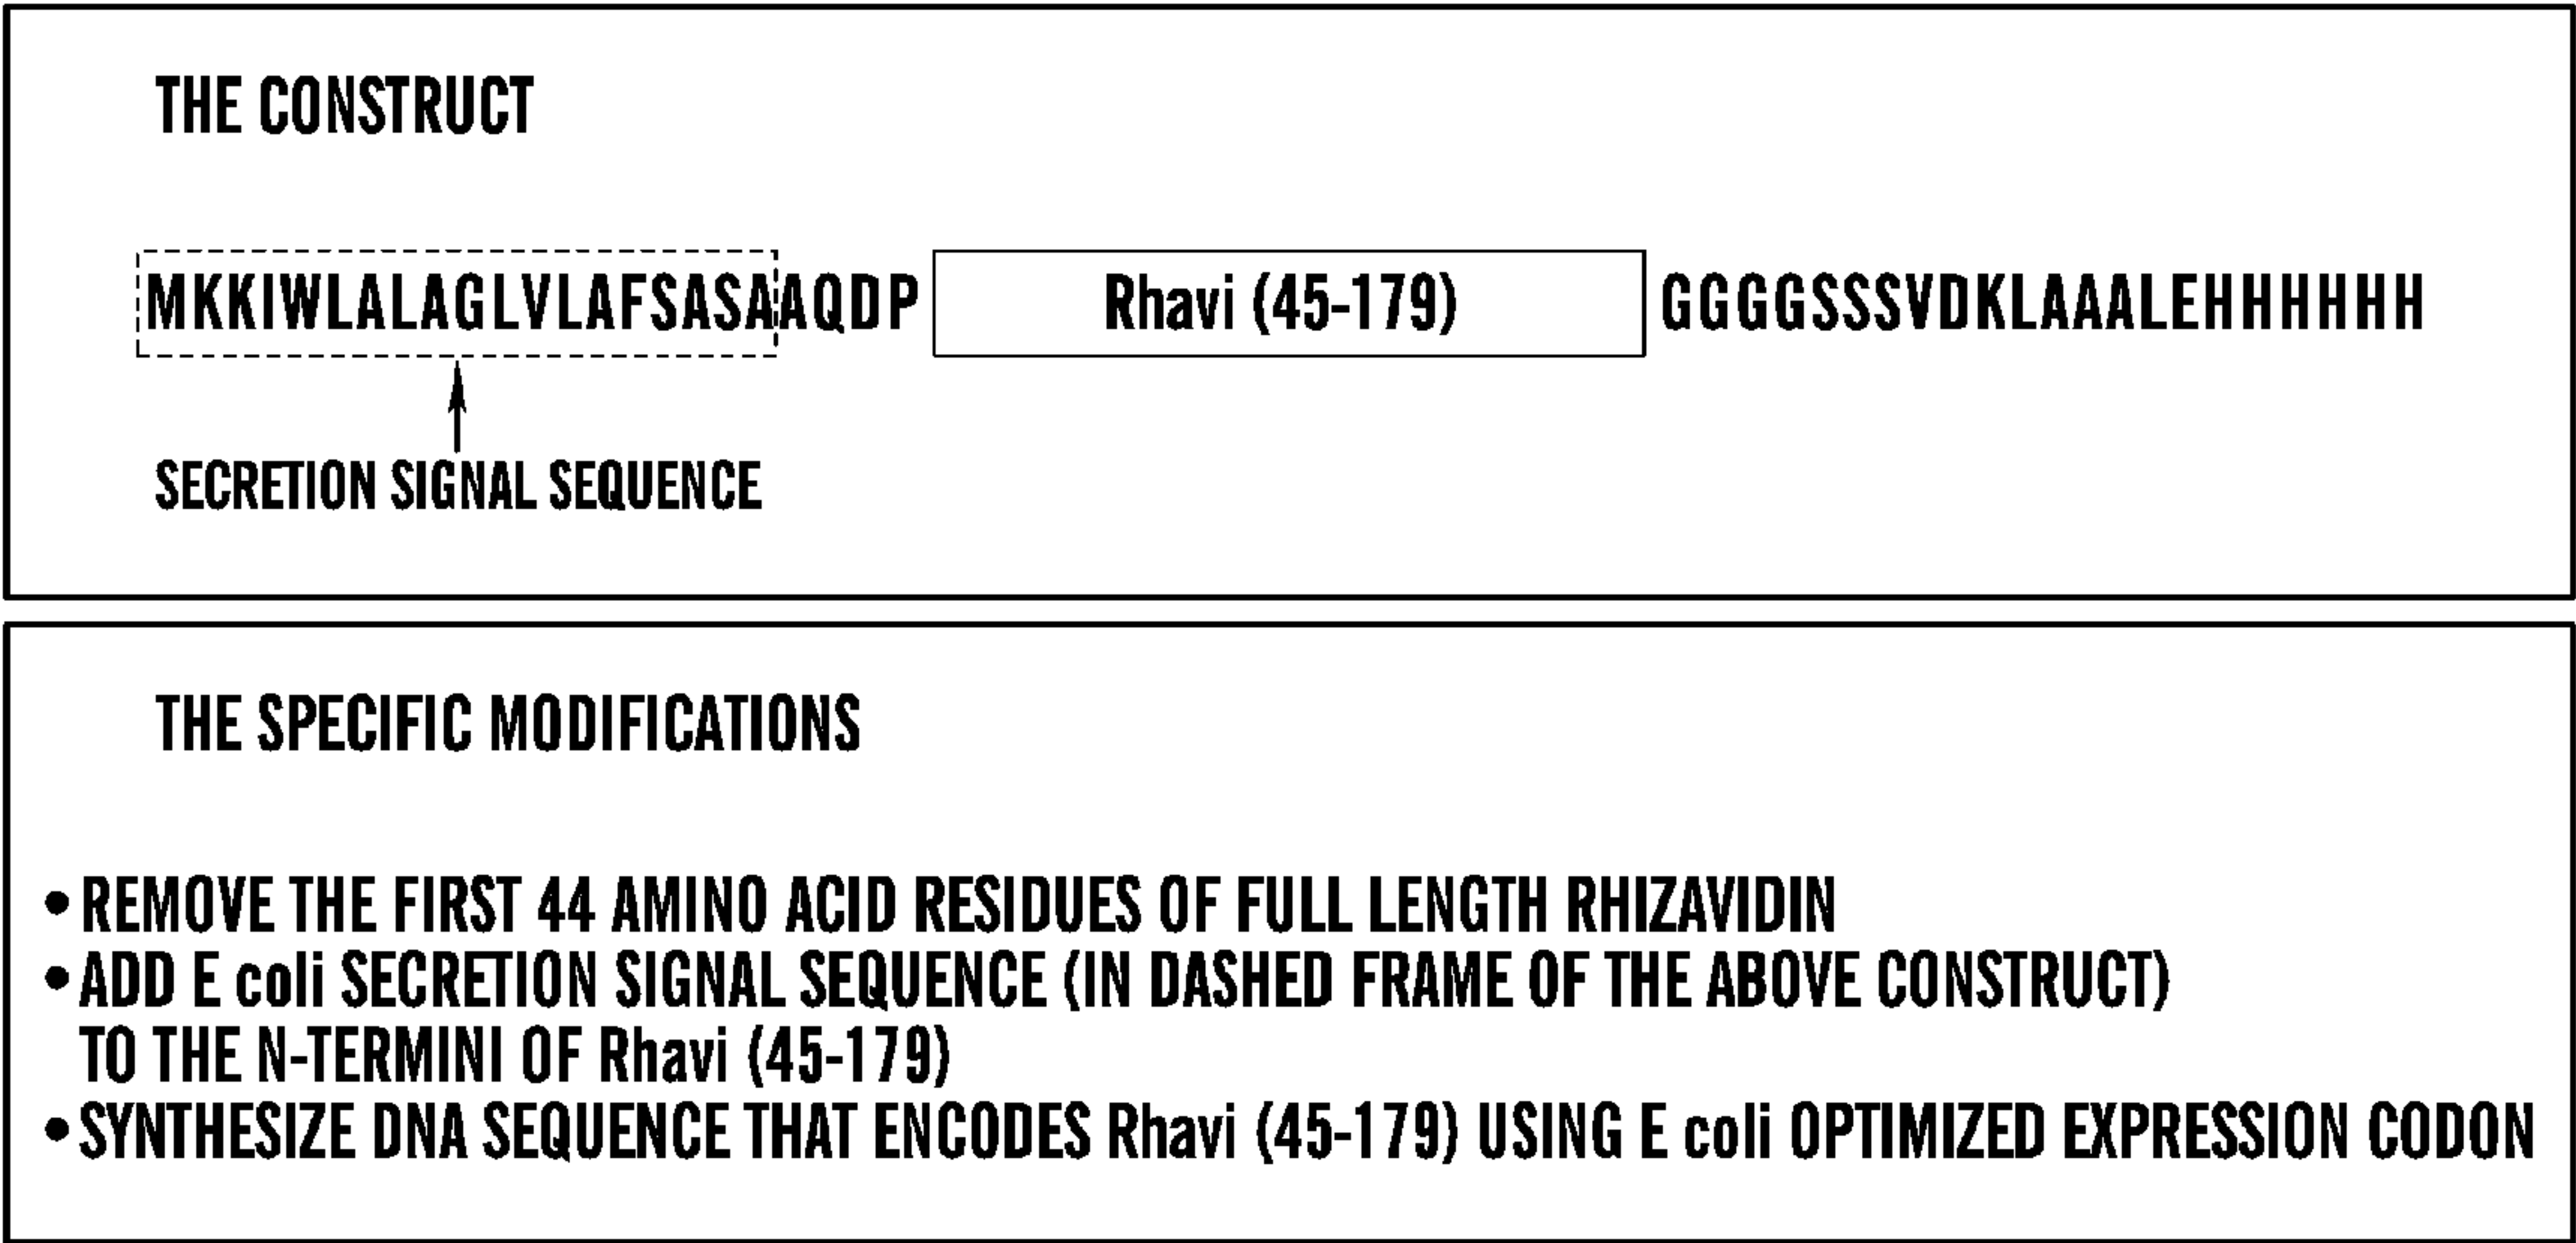 THE CONSTRUCT
MKKIWLALAGLVLAFSASAAQDP Rhavi (45-179) GGGGSSSVDKLAAALEHHHHHH
SECRETION SIGNAL SEQUENCE
THE SPECIFIC MODIFICATIONS
• REMOVE THE FIRST 44 AMINO ACID RESIDUES OF FULL LENGTH RHIZAVIDIN
• ADD E coli SECRETION SIGNAL SEQUENCE (IN DASHED FRAME OF THE ABOVE CONSTRUCT)
TO THE N-TERMINI OF Rhavi (45-179)
• SYNTHESIZE DNA SEQUENCE THAT ENCODES Rhavi (45-179) USING E coli OPTIMIZED EXPRESSION CODON